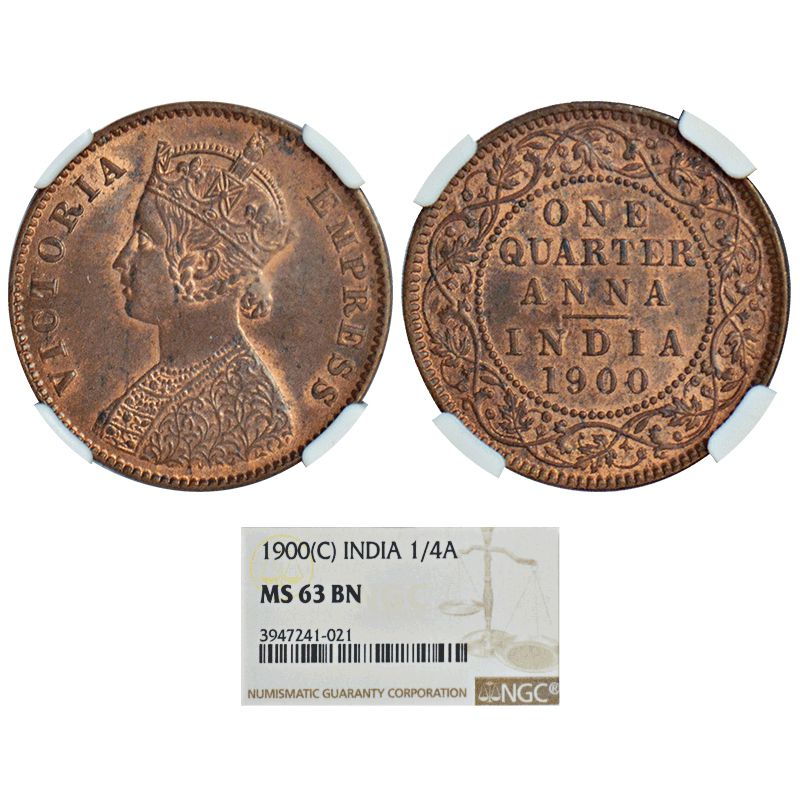 VICTORIA EMPRESS
ONE
QUARTER
ANNA
INDIA
1900
1900(C) INDIA 1/4A
MS 63 BN
NGC
3947241-021
NUMISMATIC GUARANTY CORPORATION
NGC®